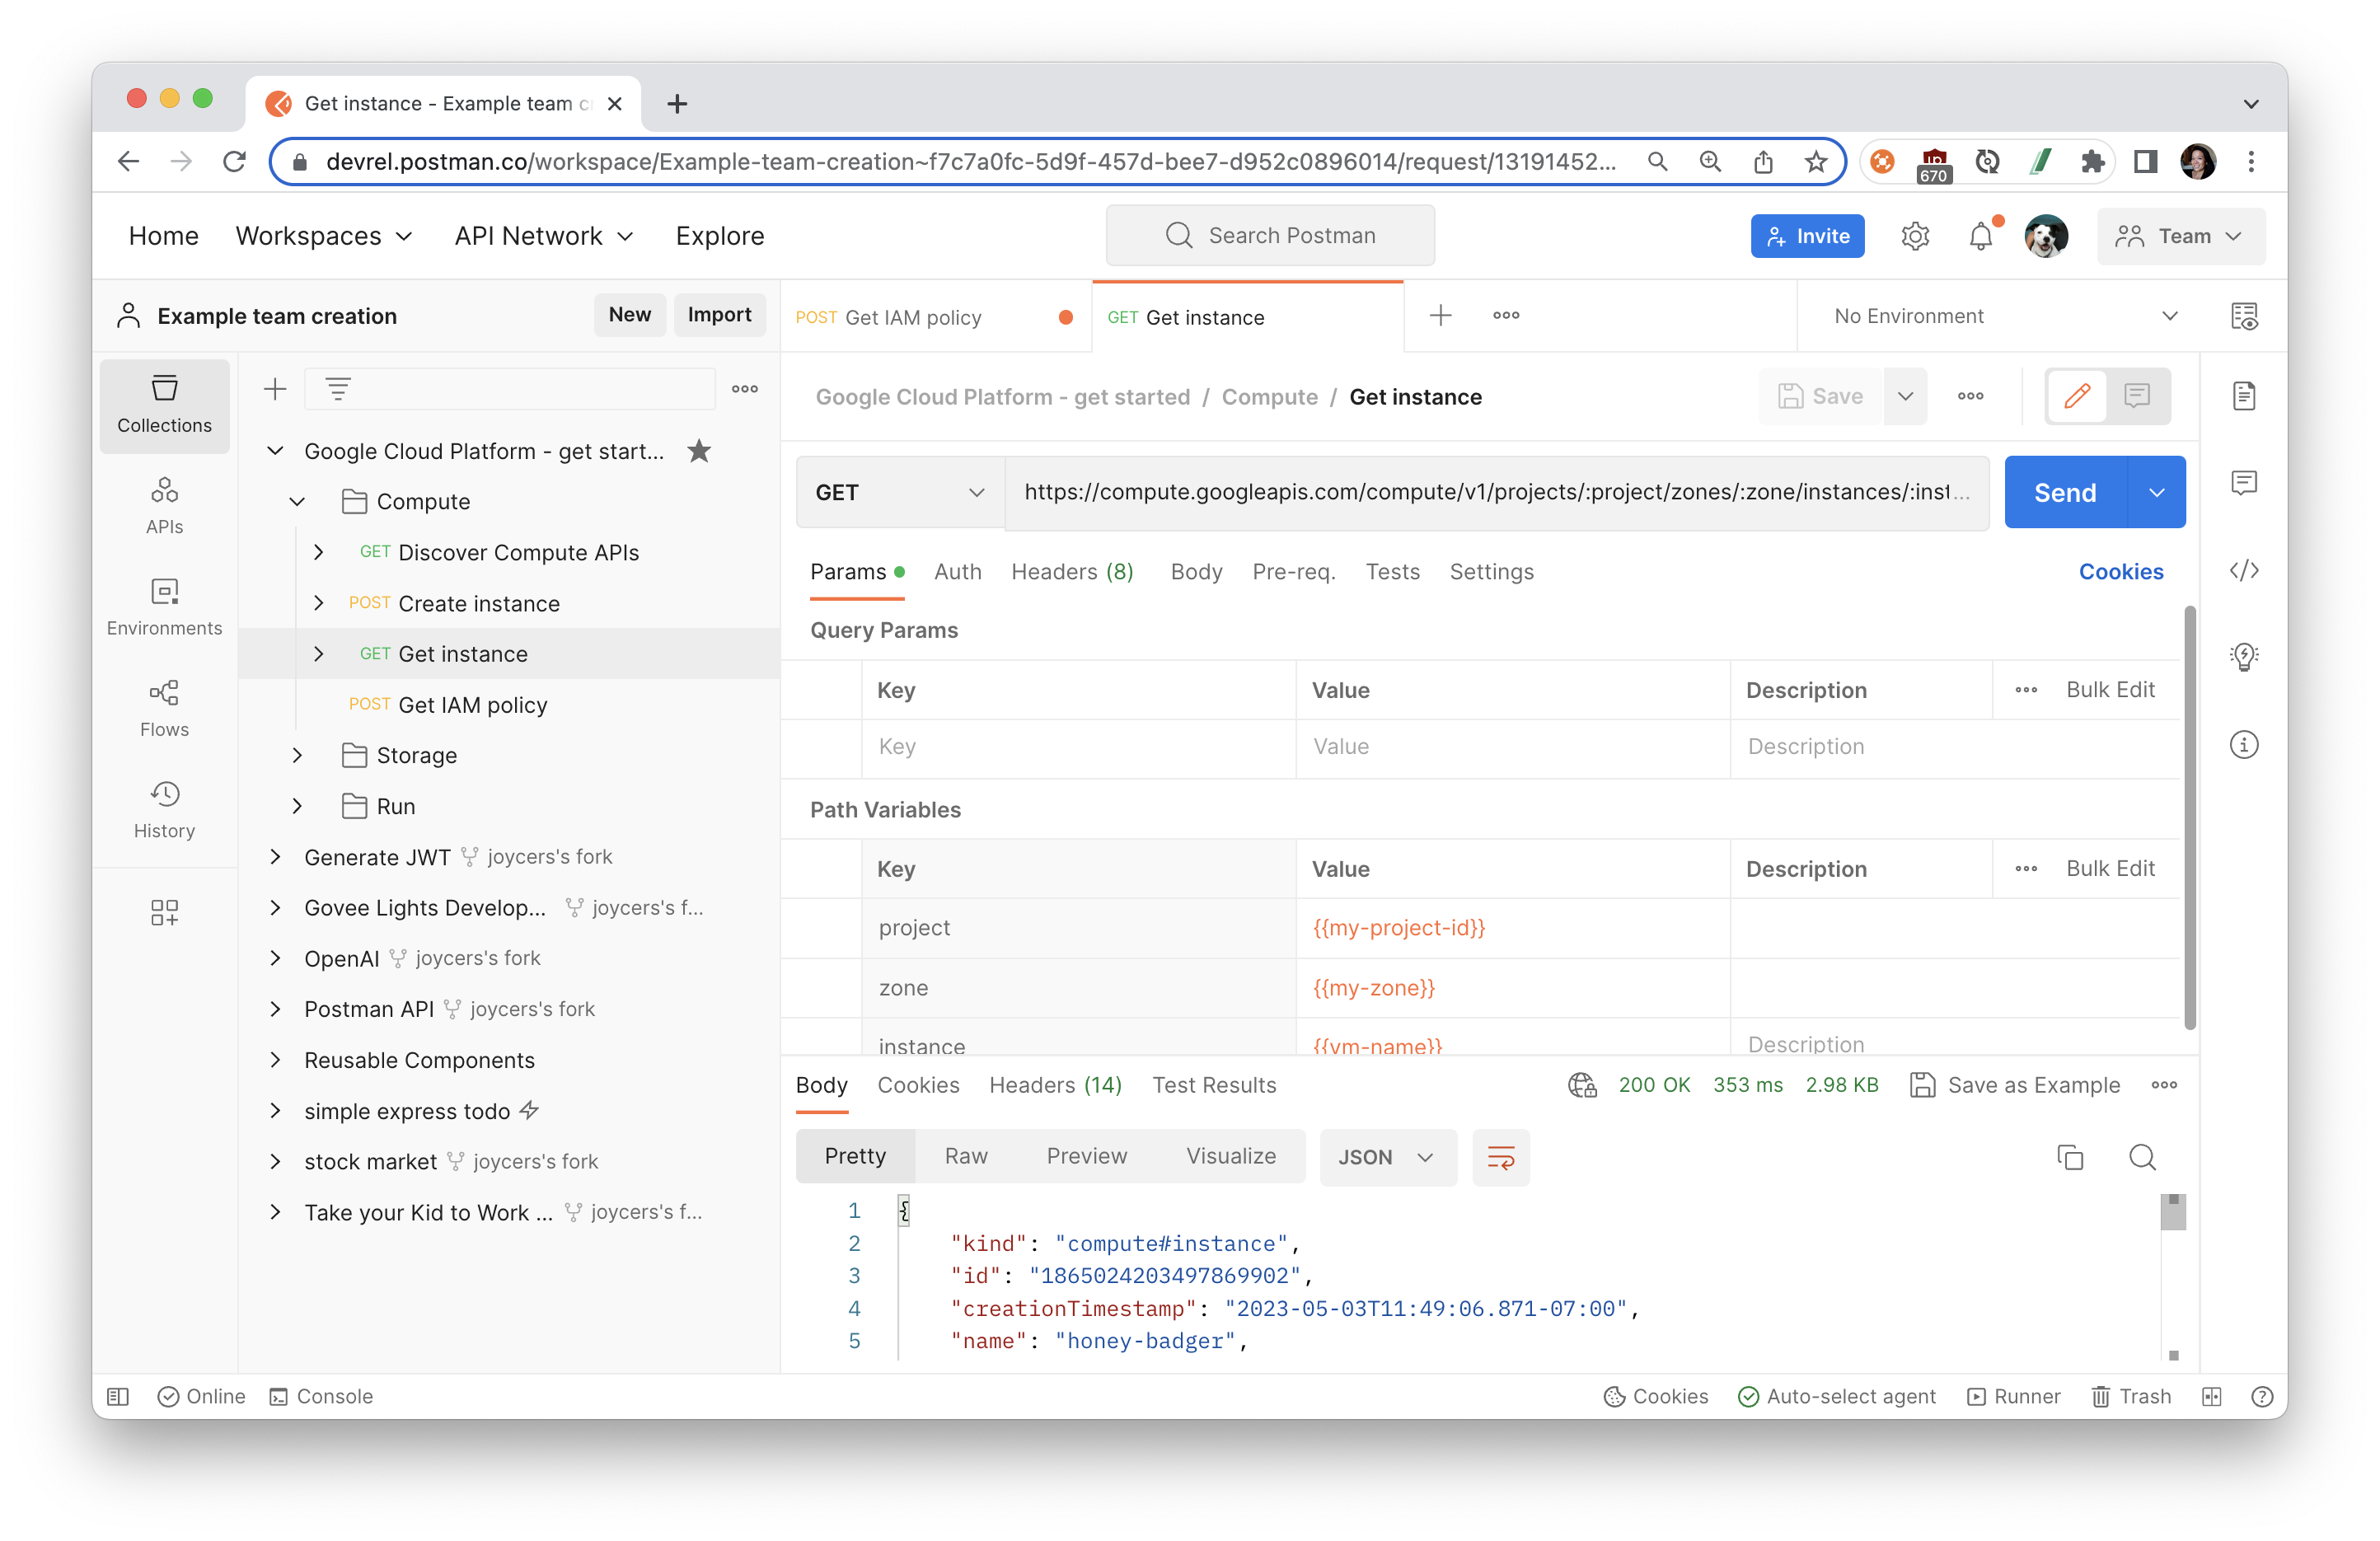 Get instance - Example team c
devrel.postman.co/workspace/Example-team-creation~f7c7a0fc-5d9f-457d-bee7-d952c0896014/request/13191452...
670
Home Workspaces API Network Explore
Search Postman
Invite
Team
Example team creation New Import
POST Get IAM policy
GET Get instance
No Environment
Collections
APIs
Environments
Flows
History
Google Cloud Platform - get start...
Compute
GET Discover Compute APIs
POST Create instance
GET Get instance
POST Get IAM policy
Storage
Run
Generate JWT joycers's fork
Govee Lights Develop... joycers's f...
OpenAI joycers's fork
Postman API joycers's fork
Reusable Components
simple express todo
stock market joycers's fork
Take your Kid to Work ... joycers's f...
Google Cloud Platform - get started / Compute / Get instance
Save
GET https://compute.googleapis.com/compute/v1/projects/:project/zones/:zone/instances/:inst...
Send
Params Auth Headers (8) Body Pre-req. Tests Settings Cookies
Query Params
Key Value Description Bulk Edit
Key Value Description
Path Variables
Key Value Description Bulk Edit
project {{my-project-id}}
zone {{my-zone}}
instance {{vm-name}} Description
Body Cookies Headers (14) Test Results 200 OK 353 ms 2.98 KB Save as Example
Pretty Raw Preview Visualize JSON
1 {
2 "kind": "compute#instance",
3 "id": "1865024203497869902",
4 "creationTimestamp": "2023-05-03T11:49:06.871-07:00",
5 "name": "honey-badger",
Online Console Cookies Auto-select agent Runner Trash